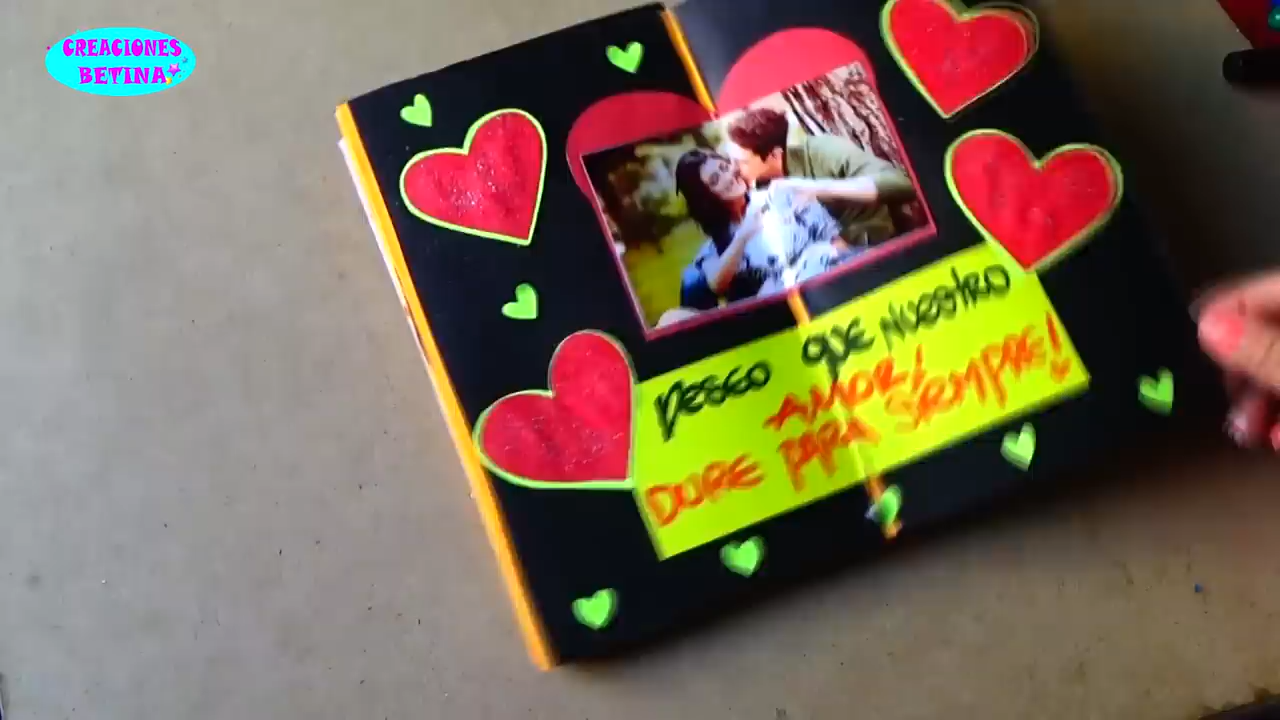 CREACIONES
BETINA
DESEO QUE NUESTRO
AMOR!
DURE PARA SIEMPRE!